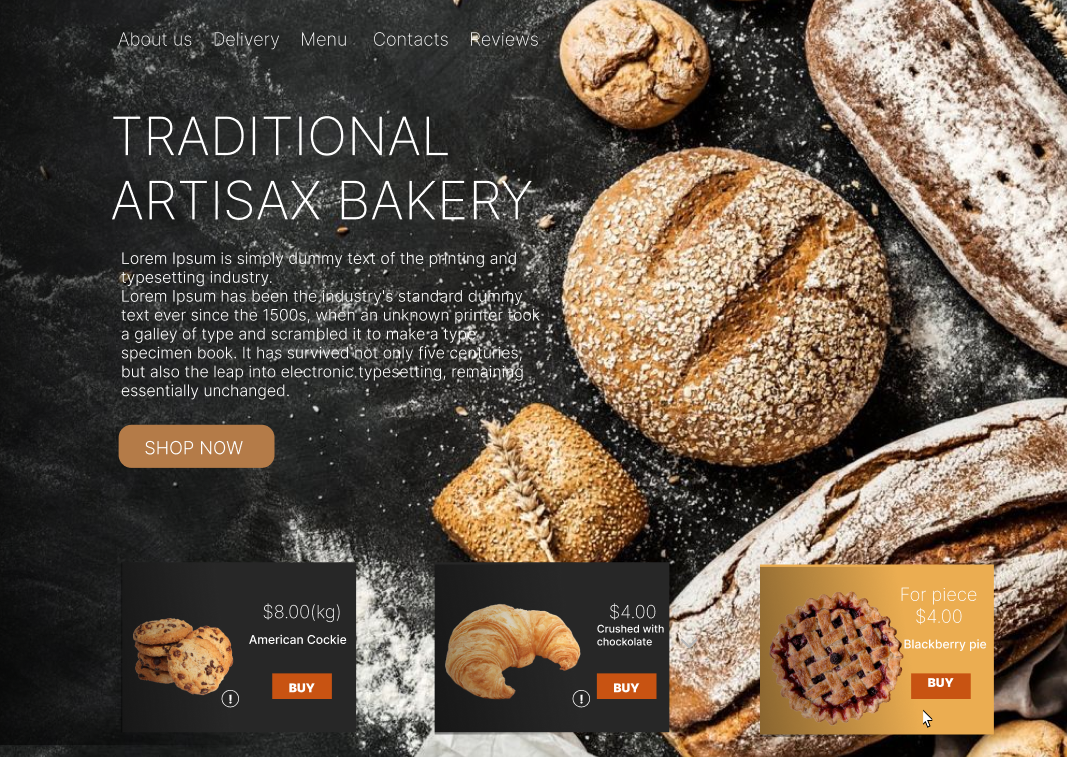 About us Delivery Menu Contacts Reviews
TRADITIONAL
ARTISAX BAKERY
Lorem Ipsum is simply dummy text of the printing and
typesetting industry.
Lorem Ipsum has been the industry's standard dummy
text ever since the 1500s, when an unknown printer took
a galley of type and scrambled it to make a type
specimen book. It has survived not only five centuries,
but also the leap into electronic typesetting, remaining
essentially unchanged.
SHOP NOW
$8.00(kg)
American Cockie
BUY
$4.00
Crushed with
chockolate
BUY
For piece
$4.00
Blackberry pie
BUY